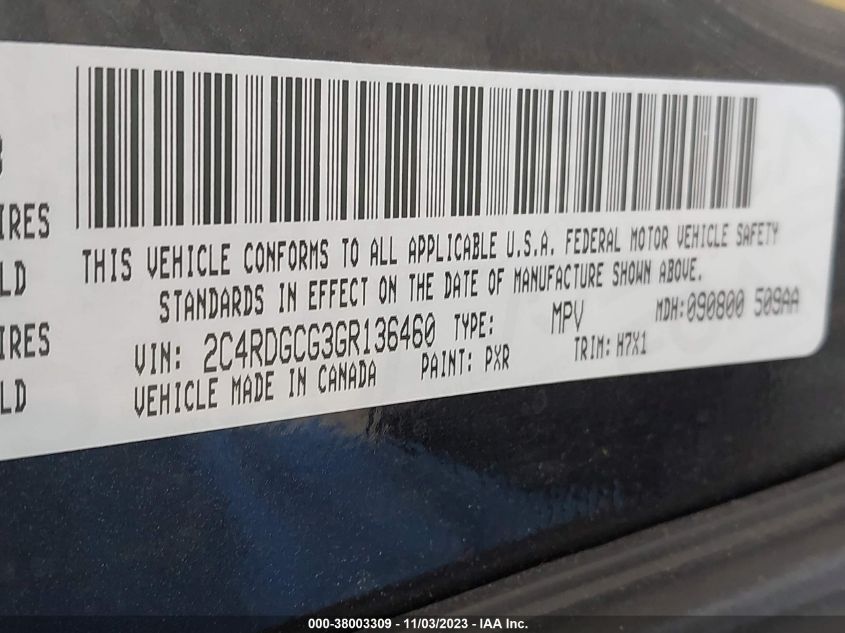 IRES
LD
IRES
LD
THIS VEHICLE CONFORMS TO ALL APPLICABLE U.S.A. FEDERAL MOTOR VEHICLE SAFETY
STANDARDS IN EFFECT ON THE DATE OF MANUFACTURE SHOWN ABOVE.
VIN: 2C4RDGCG3GR136460 TYPE: MPV MDH:090800 509AA
VEHICLE MADE IN CANADA PAINT: PXR TRIM: H7X1
000-38003309 - 11/03/2023 - IAA Inc.